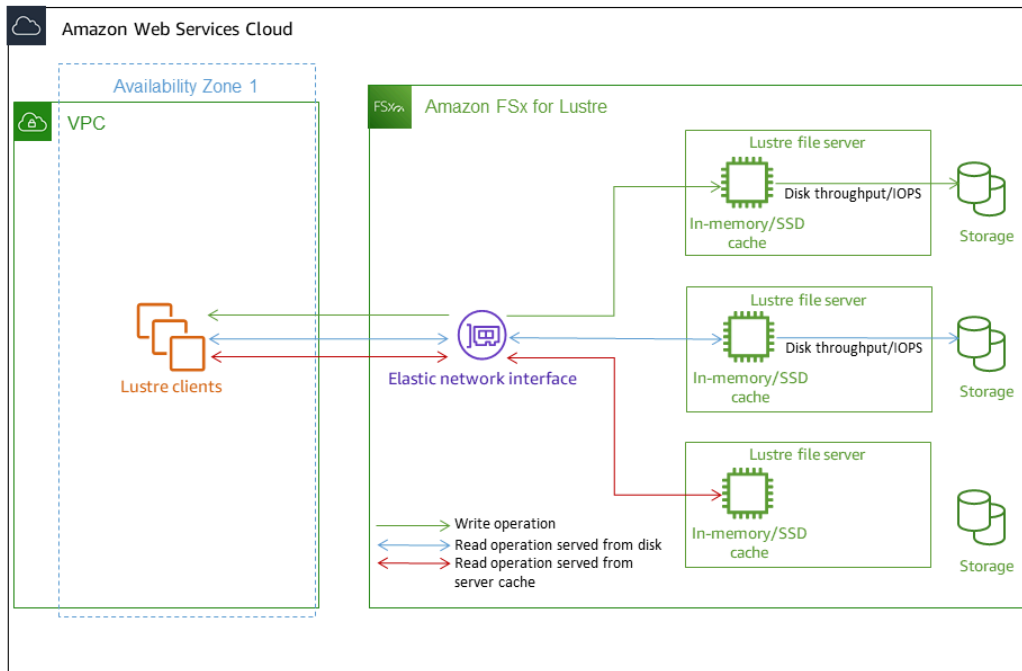 Amazon Web Services Cloud
Availability Zone 1
VPC
FSx
Amazon FSx for Lustre
Lustre file server
Disk throughput/IOPS
In-memory/SSD
cache
Storage
Lustre file server
Disk throughput/IOPS
In-memory/SSD
cache
Storage
Lustre clients
Elastic network interface
Lustre file server
In-memory/SSD
cache
Storage
Write operation
Read operation served from disk
Read operation served from
server cache